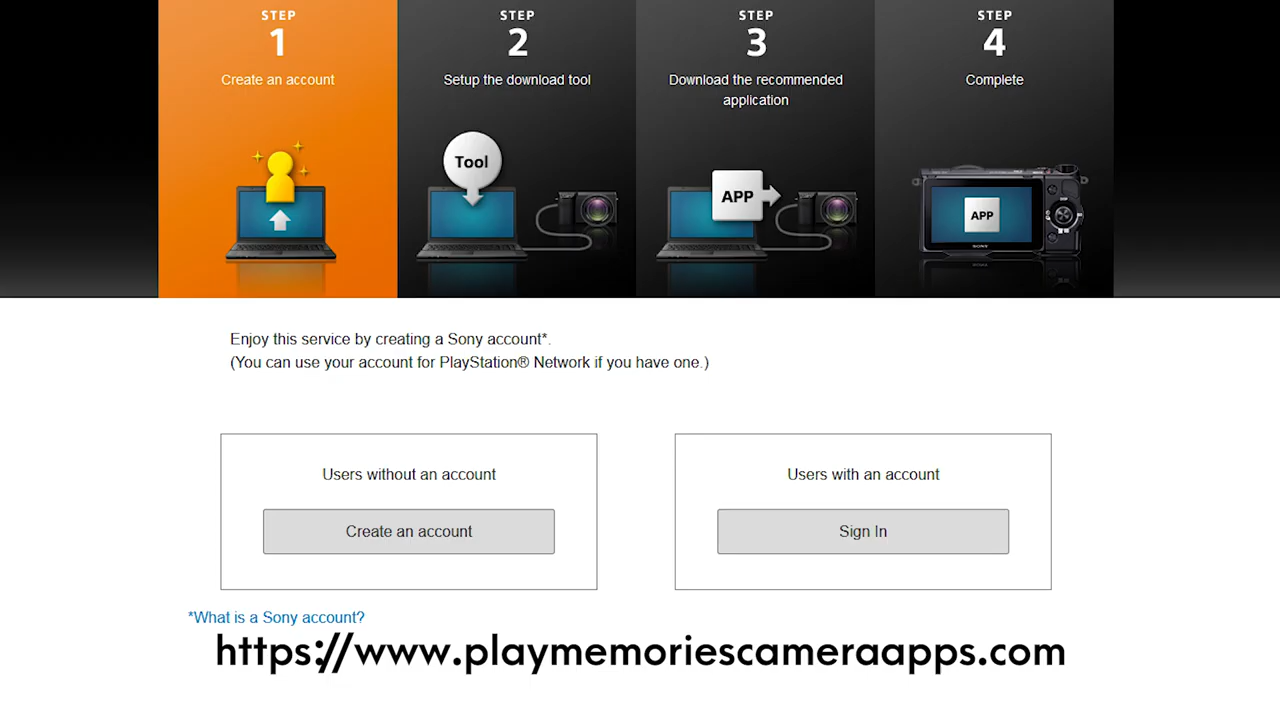 STEP
1
Create an account
STEP
2
Setup the download tool
STEP
3
Download the recommended
application
STEP
4
Complete
Tool
APP
APP
SONY
Enjoy this service by creating a Sony account*.
(You can use your account for PlayStation® Network if you have one.)
Users without an account
Create an account
Users with an account
Sign In
*What is a Sony account?
https://www.playmemoriescameraapps.com